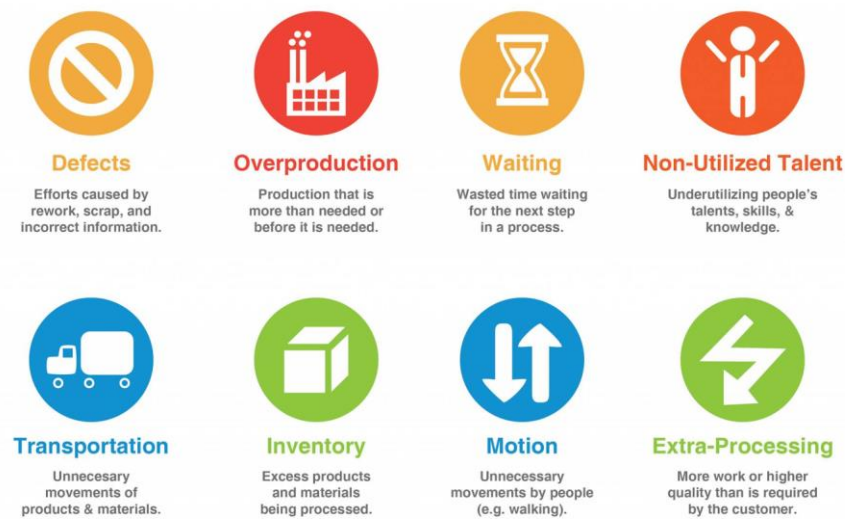 Defects
Efforts caused by
rework, scrap, and
incorrect information.
Overproduction
Production that is
more than needed or
before it is needed.
Waiting
Wasted time waiting
for the next step
in a process.
Non-Utilized Talent
Underutilizing people's
talents, skills, &
knowledge.
Transportation
Unnecesary
movements of
products & materials.
Inventory
Excess products
and materials
being processed.
Motion
Unnecessary
movements by people
(e.g. walking).
Extra-Processing
More work or higher
quality than is required
by the customer.